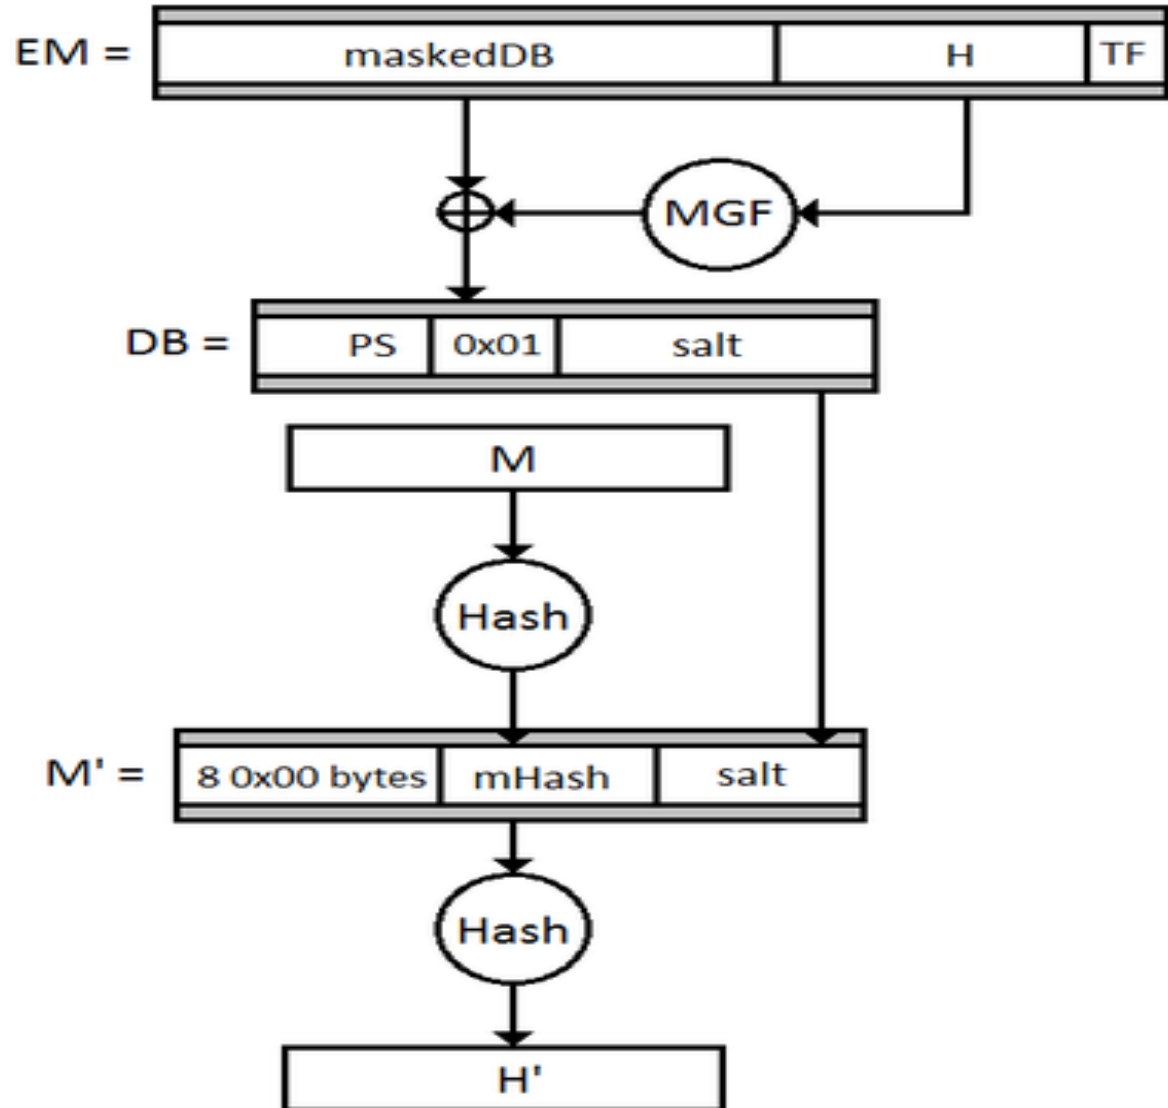 EM = maskedDB H TF
MGF
DB = PS 0x01 salt
M
Hash
M' = 8 0x00 bytes mHash salt
Hash
H'